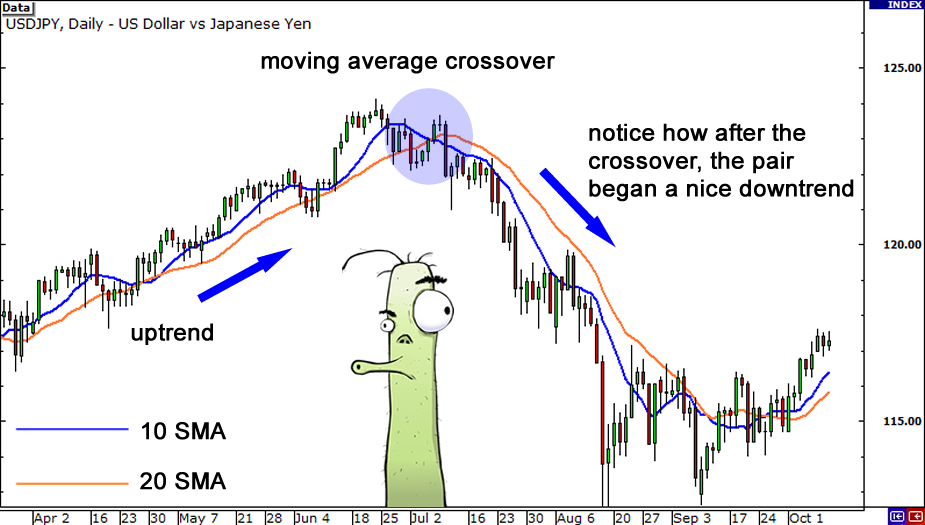 Data
INDEX
USDJPY, Daily - US Dollar vs Japanese Yen
moving average crossover
125.00
notice how after the
crossover, the pair
began a nice downtrend
120.00
uptrend
10 SMA
115.00
20 SMA
Apr 2 16 23 30 May 7 21 28 Jun 4 18 25 Jul 2 16 23 30 Aug 6 20 27 Sep 3 17 24 Oct 1